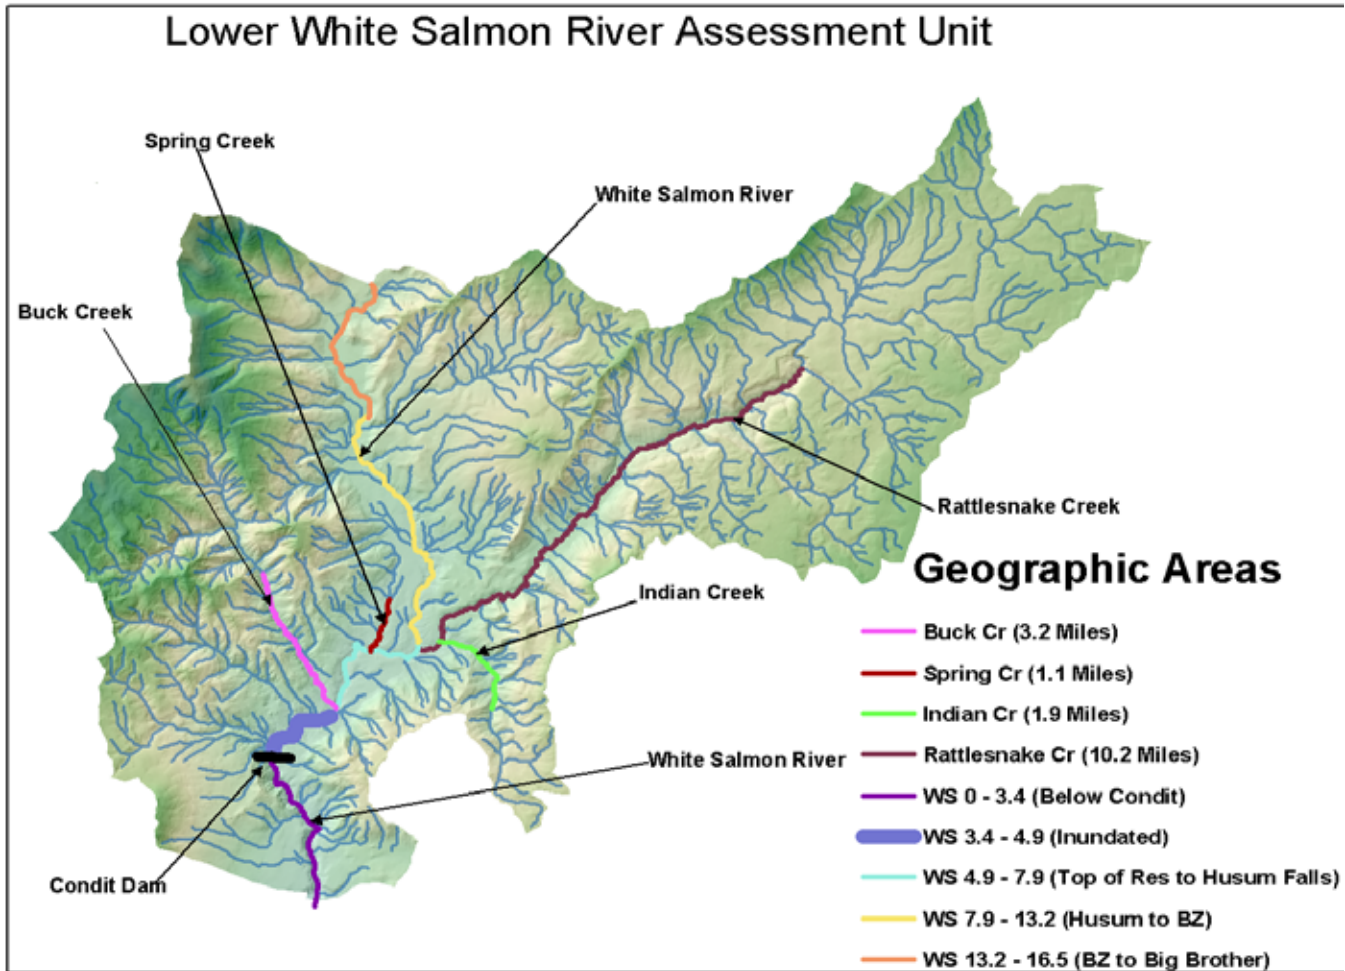 Lower White Salmon River Assessment Unit
Spring Creek
White Salmon River
Buck Creek
Rattlesnake Creek
Indian Creek
White Salmon River
Condit Dam
Geographic Areas
Buck Cr (3.2 Miles)
Spring Cr (1.1 Miles)
Indian Cr (1.9 Miles)
Rattlesnake Cr (10.2 Miles)
WS 0 - 3.4 (Below Condit)
WS 3.4 - 4.9 (Inundated)
WS 4.9 - 7.9 (Top of Res to Husum Falls)
WS 7.9 - 13.2 (Husum to BZ)
WS 13.2 - 16.5 (BZ to Big Brother)